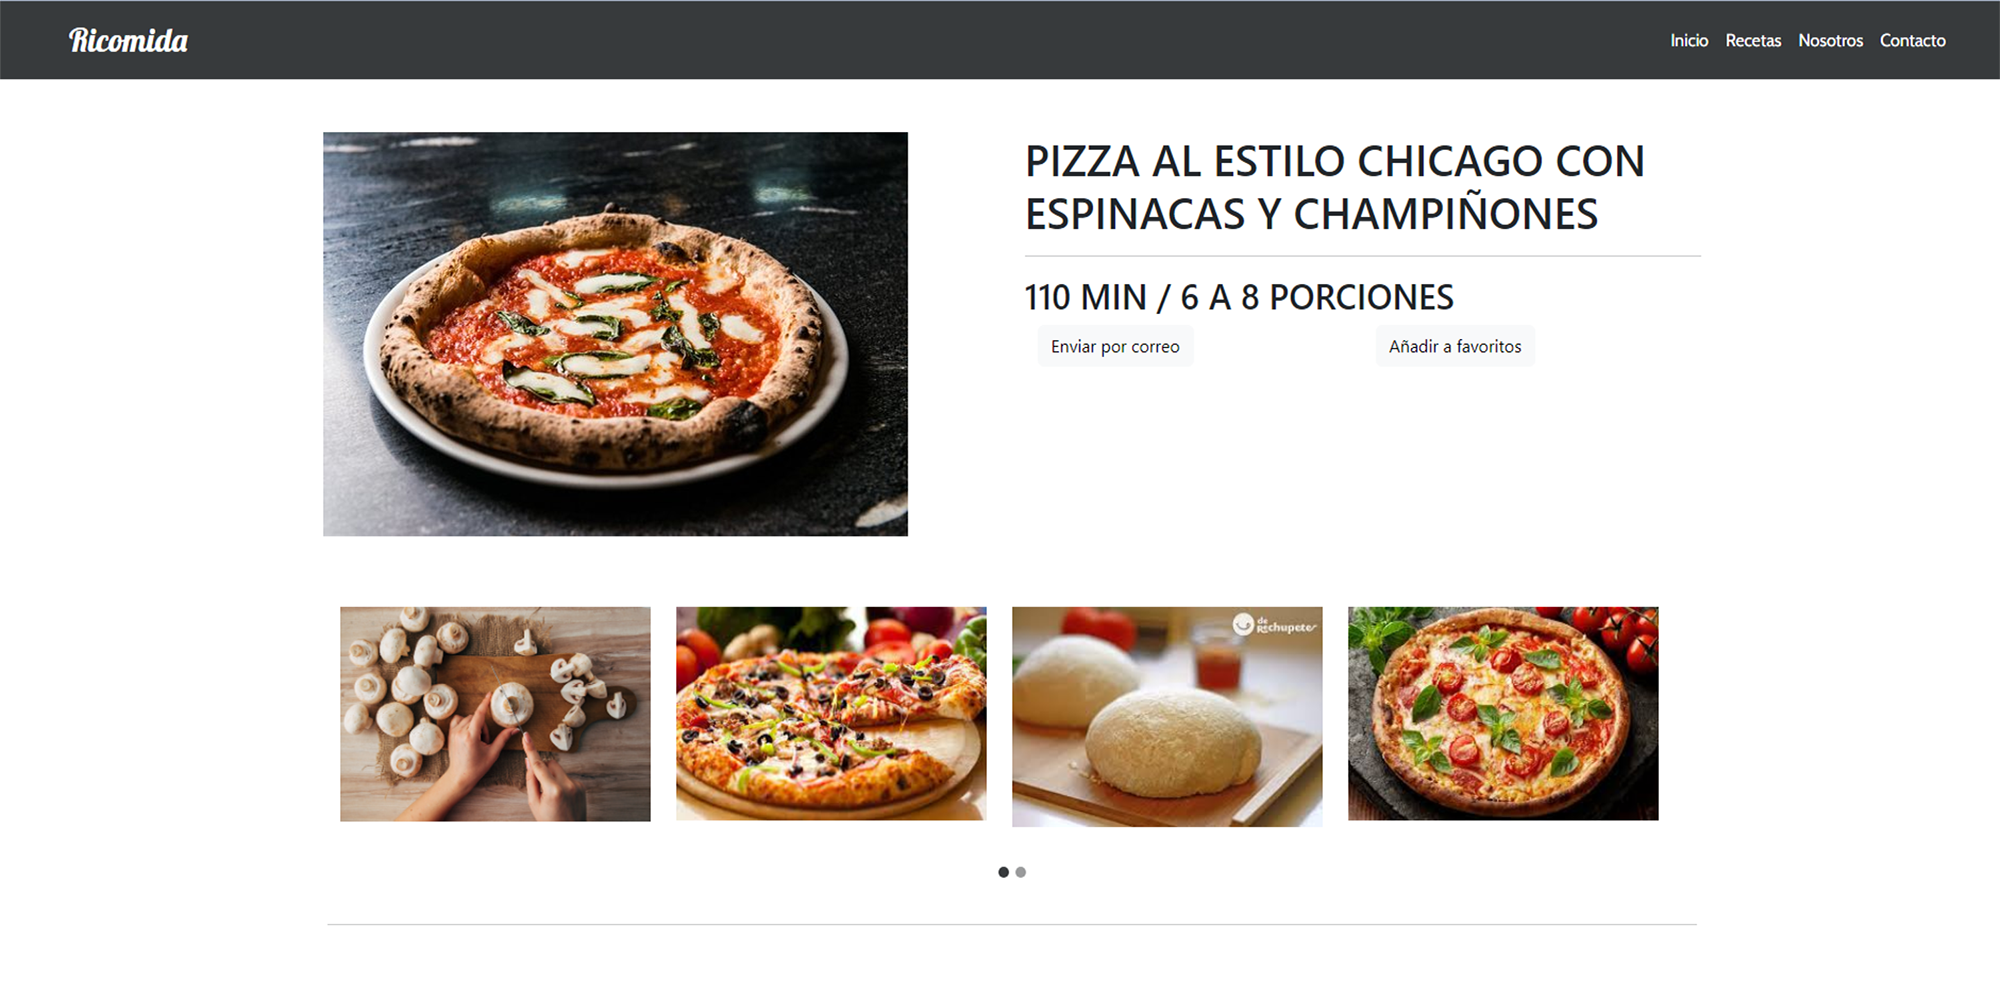 Ricomida
Inicio Recetas Nosotros Contacto
PIZZA AL ESTILO CHICAGO CON
ESPINACAS Y CHAMPIÑONES
110 MIN / 6 A 8 PORCIONES
Enviar por correo
Añadir a favoritos
de
Rechupete